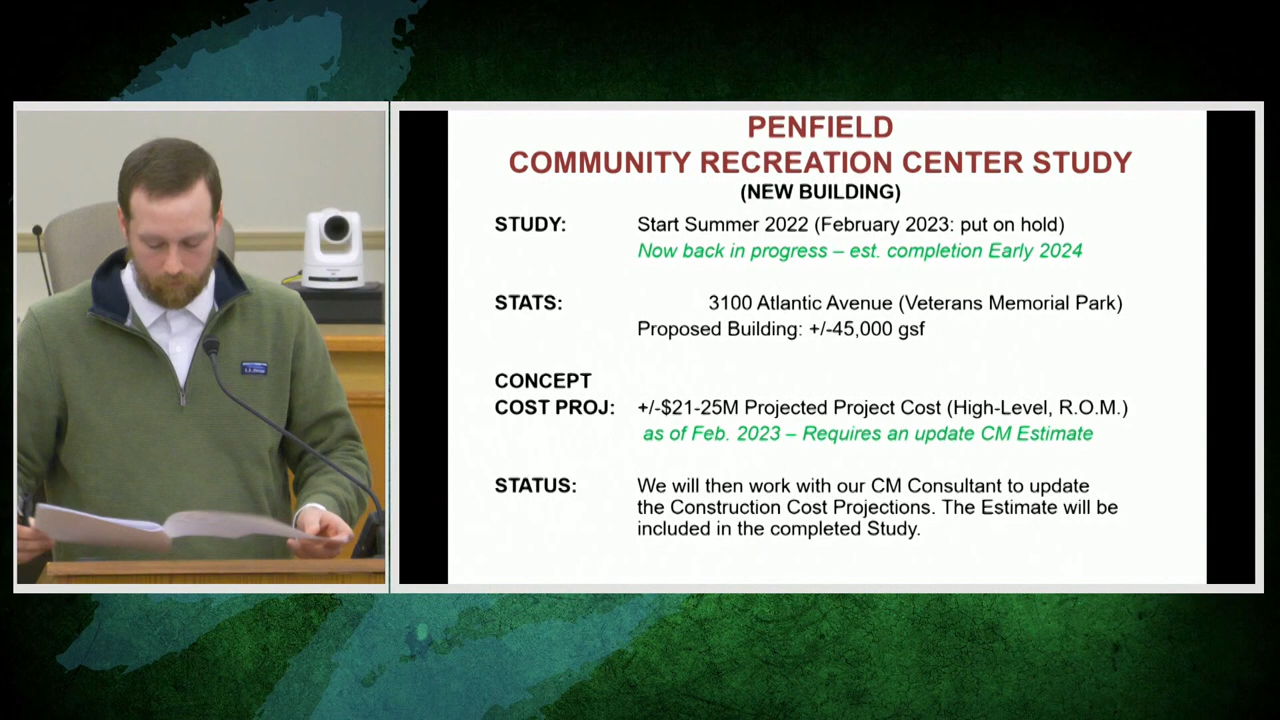 PENFIELD
COMMUNITY RECREATION CENTER STUDY
(NEW BUILDING)
STUDY: Start Summer 2022 (February 2023: put on hold)
Now back in progress – est. completion Early 2024
STATS: 3100 Atlantic Avenue (Veterans Memorial Park)
Proposed Building: +/-45,000 gsf
CONCEPT
COST PROJ: +/-$21-25M Projected Project Cost (High-Level, R.O.M.)
as of Feb. 2023 – Requires an update CM Estimate
STATUS: We will then work with our CM Consultant to update
the Construction Cost Projections. The Estimate will be
included in the completed Study.